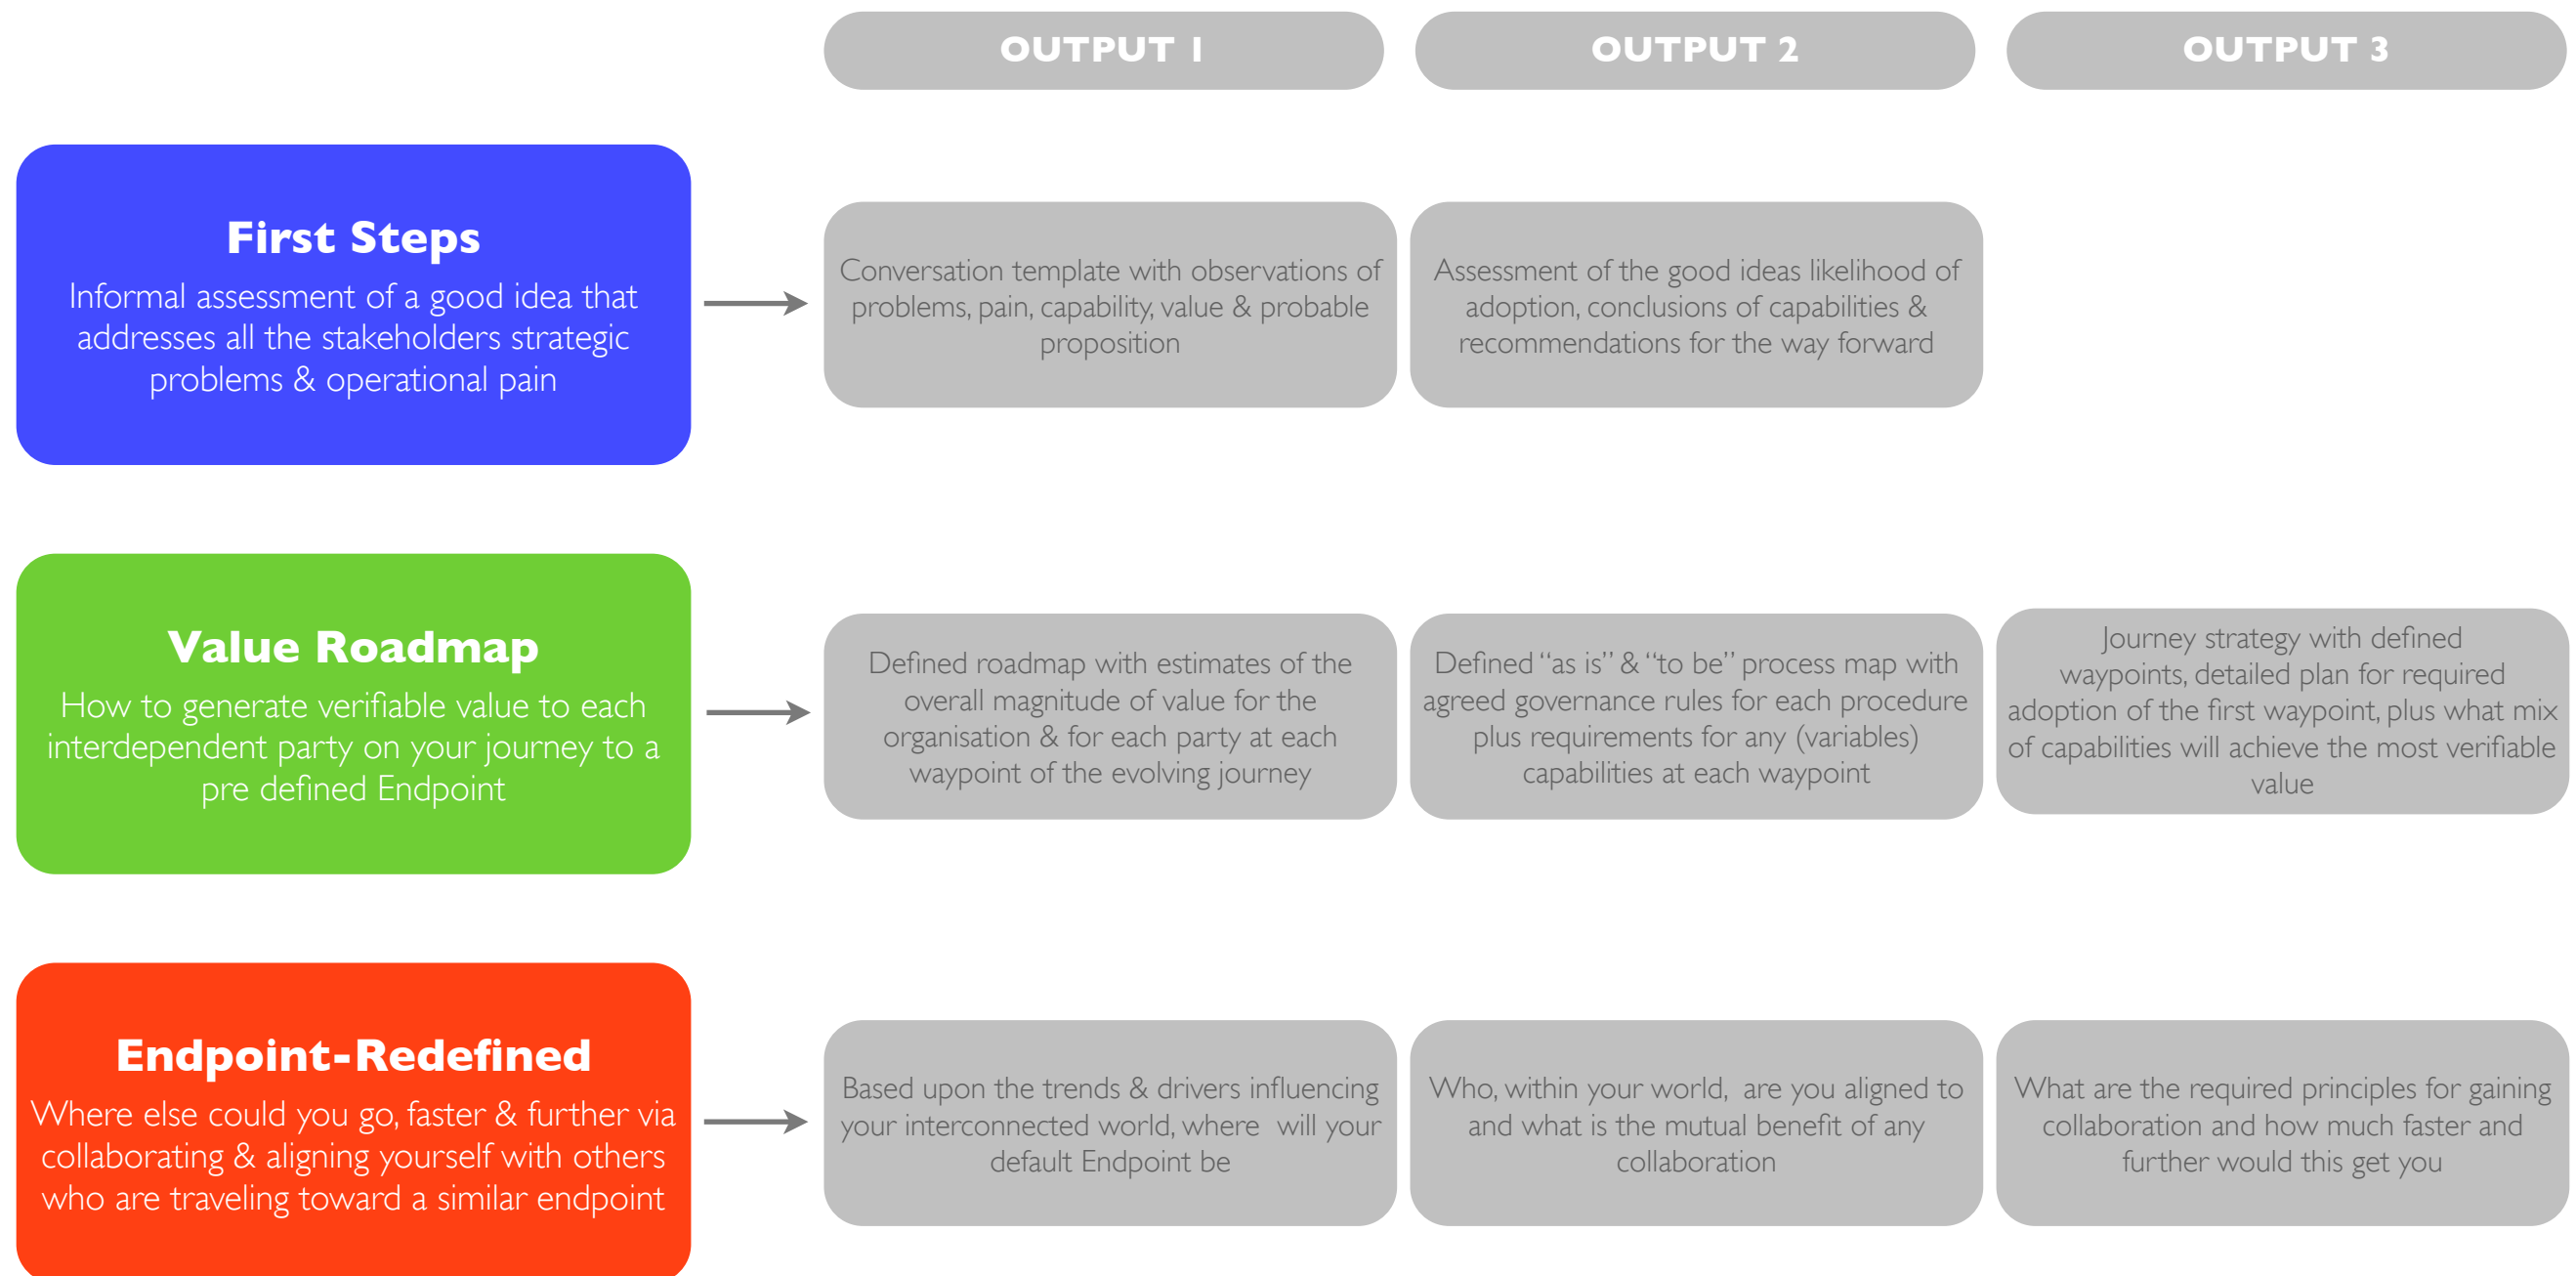 OUTPUT 1
OUTPUT 2
OUTPUT 3
First Steps
Informal assessment of a good idea that
addresses all the stakeholders strategic
problems & operational pain
Conversation template with observations of
problems, pain, capability, value & probable
proposition
Assessment of the good ideas likelihood of
adoption, conclusions of capabilities &
recommendations for the way forward
Value Roadmap
How to generate verifiable value to each
interdependent party on your journey to a
pre defined Endpoint
Defined roadmap with estimates of the
overall magnitude of value for the
organisation & for each party at each
waypoint of the evolving journey
Defined “as is” & “to be” process map with
agreed governance rules for each procedure
plus requirements for any (variables)
capabilities at each waypoint
Journey strategy with defined
waypoints, detailed plan for required
adoption of the first waypoint, plus what mix
of capabilities will achieve the most verifiable
value
Endpoint-Redefined
Where else could you go, faster & further via
collaborating & aligning yourself with others
who are traveling toward a similar endpoint
Based upon the trends & drivers influencing
your interconnected world, where will your
default Endpoint be
Who, within your world, are you aligned to
and what is the mutual benefit of any
collaboration
What are the required principles for gaining
collaboration and how much faster and
further would this get you